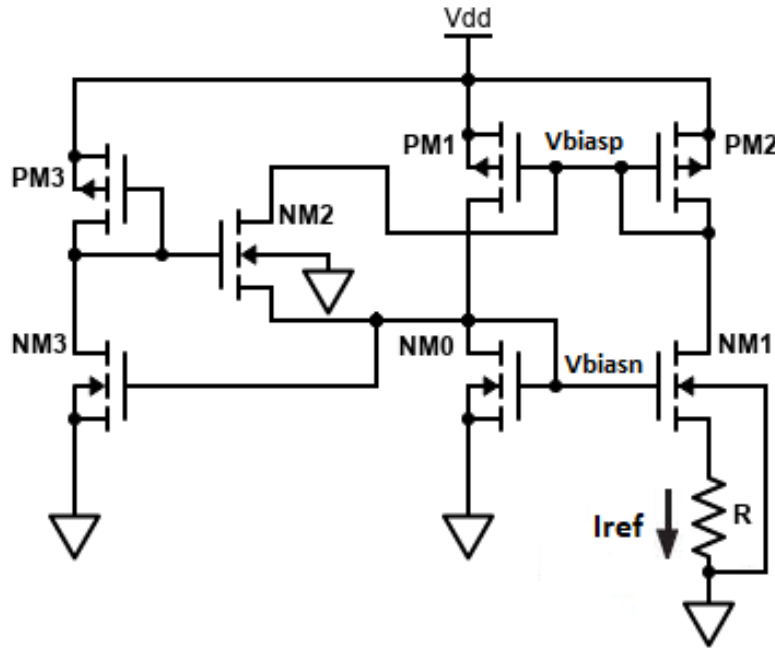 Vdd
PM1
Vbiasp
PM2
PM3
NM2
NM3
NM0
Vbiasn
NM1
Iref
R